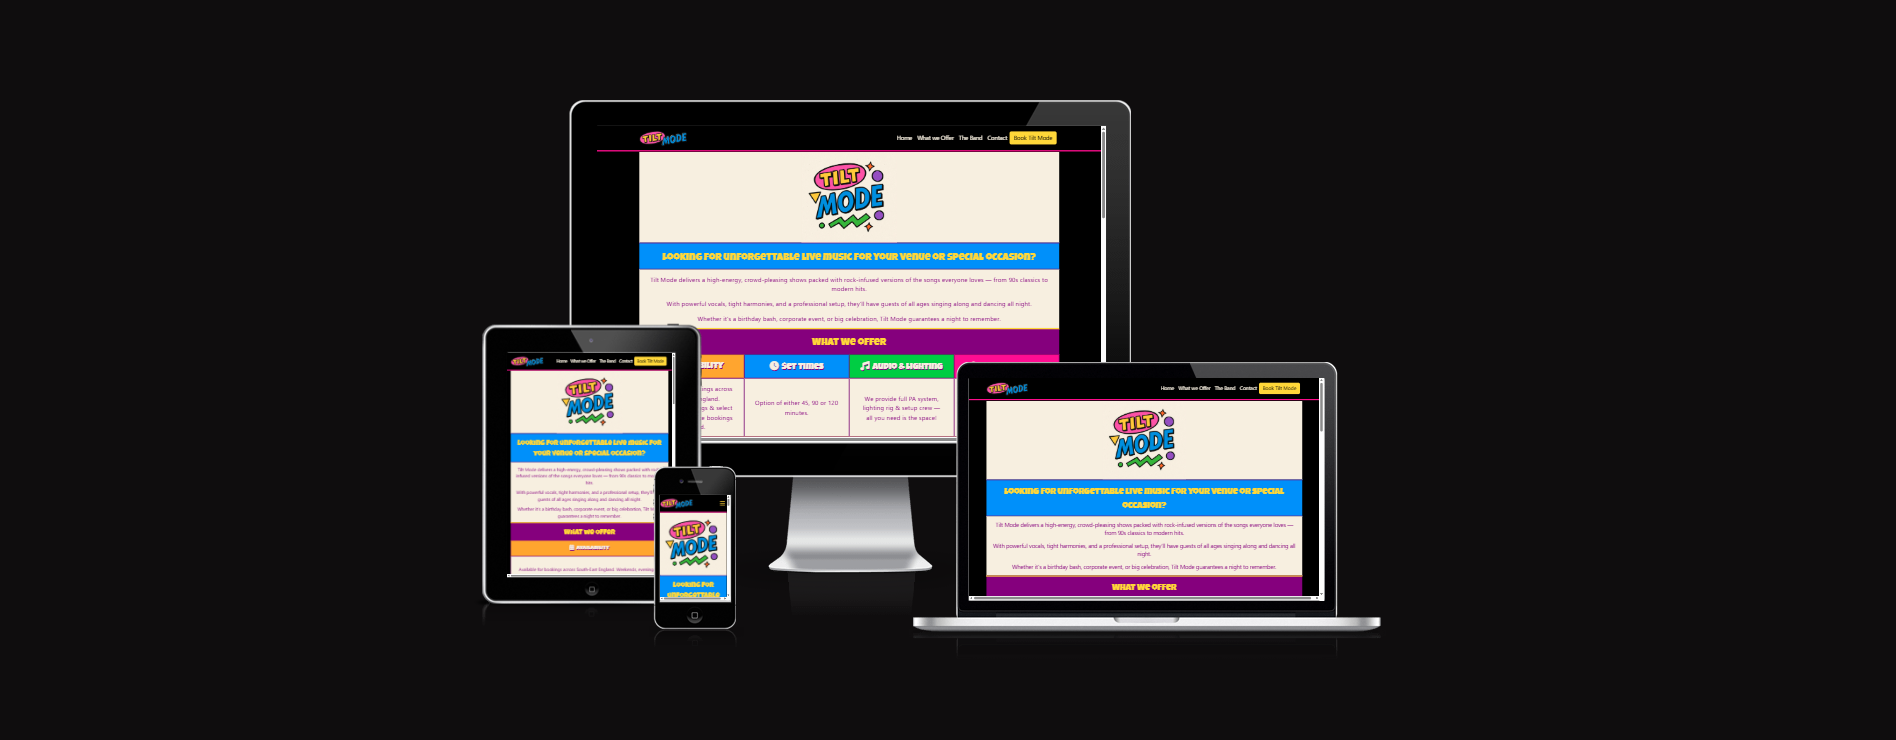 TILT MODE
Home What we Offer The Band Contact Book Tilt Mode
TILT
MODE
LOOKING FOR UNFORGETTABLE LIVE MUSIC FOR YOUR VENUE OR SPECIAL OCCASION?
Tilt Mode delivers a high-energy, crowd-pleasing shows packed with rock-infused versions of the songs everyone loves — from 90s classics to
modern hits.
With powerful vocals, tight harmonies, and a professional setup, they'll have guests of all ages singing along and dancing all night.
Whether it's a birthday bash, corporate event, or big celebration, Tilt Mode guarantees a night to remember.
WHAT WE OFFER
SET TIMES
AUDIO & LIGHTING
Option of either 45, 90 or 120
minutes.
We provide full PA system,
lighting rig & setup crew —
all you need is the space!
ings across
gland.
gs & select
e bookings
d.
TILT MODE
Home What we Offer The Band Contact Book Tilt Mode
TILT
MODE
LOOKING FOR UNFORGETTABLE LIVE MUSIC FOR
YOUR VENUE OR SPECIAL OCCASION?
Tilt Mode delivers a high-energy, crowd-pleasing shows packed with
infused versions of the songs everyone loves — from 90s classics to
hits.
With powerful vocals, tight harmonies, and a professional setup, they'll
guests of all ages singing along and dancing all night.
Whether it's a birthday bash, corporate event, or big celebration, Tilt
guarantees a night to remember.
WHAT WE OFFER
AVAILABILITY
Available for bookings across South East England. Weekends, evening
TILT MODE
TILT
MODE
LOOKING FOR
UNFORGETTABLE
TILT MODE
Home What we Offer The Band Contact Book Tilt Mode
TILT
MODE
LOOKING FOR UNFORGETTABLE LIVE MUSIC FOR YOUR VENUE OR SPECIAL
OCCASION?
Tilt Mode delivers a high-energy, crowd-pleasing shows packed with rock-infused versions of the songs everyone loves —
from 90s classics to modern hits.
With powerful vocals, tight harmonies, and a professional setup, they'll have guests of all ages singing along and dancing all
night.
Whether it's a birthday bash, corporate event, or big celebration, Tilt Mode guarantees a night to remember.
WHAT WE OFFER